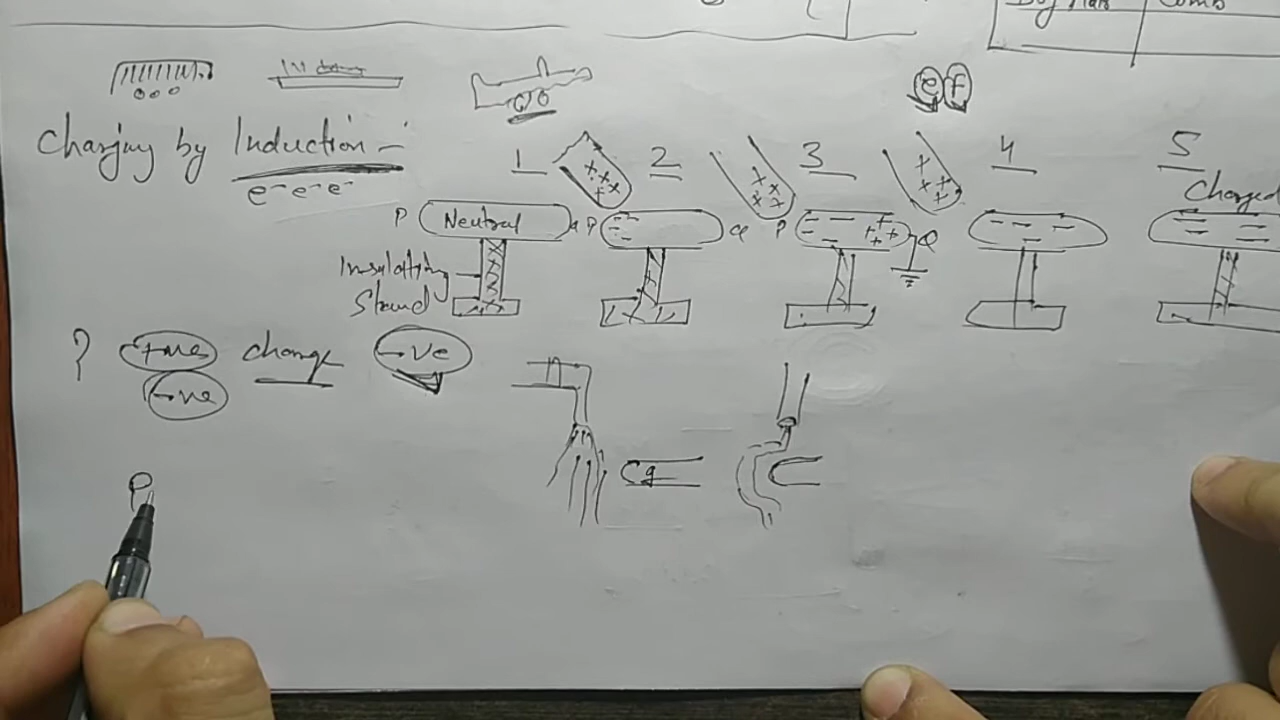 Charging by Induction -
e- e- e-
e +
1
2
3
4
5
Charged
P Neutral Q
P Q
P Q
Insulating
Stand
? +ve charge -ve
-ve
P